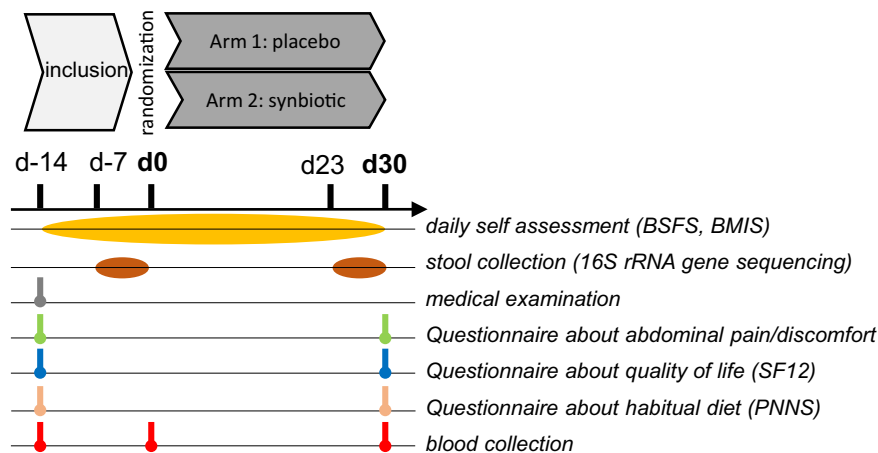 inclusion
randomization
Arm 1: placebo
Arm 2: synbiotic
d-14 d-7 d0 d23 d30
daily self assessment (BSFS, BMIS)
stool collection (16S rRNA gene sequencing)
medical examination
Questionnaire about abdominal pain/discomfort
Questionnaire about quality of life (SF12)
Questionnaire about habitual diet (PNNS)
blood collection